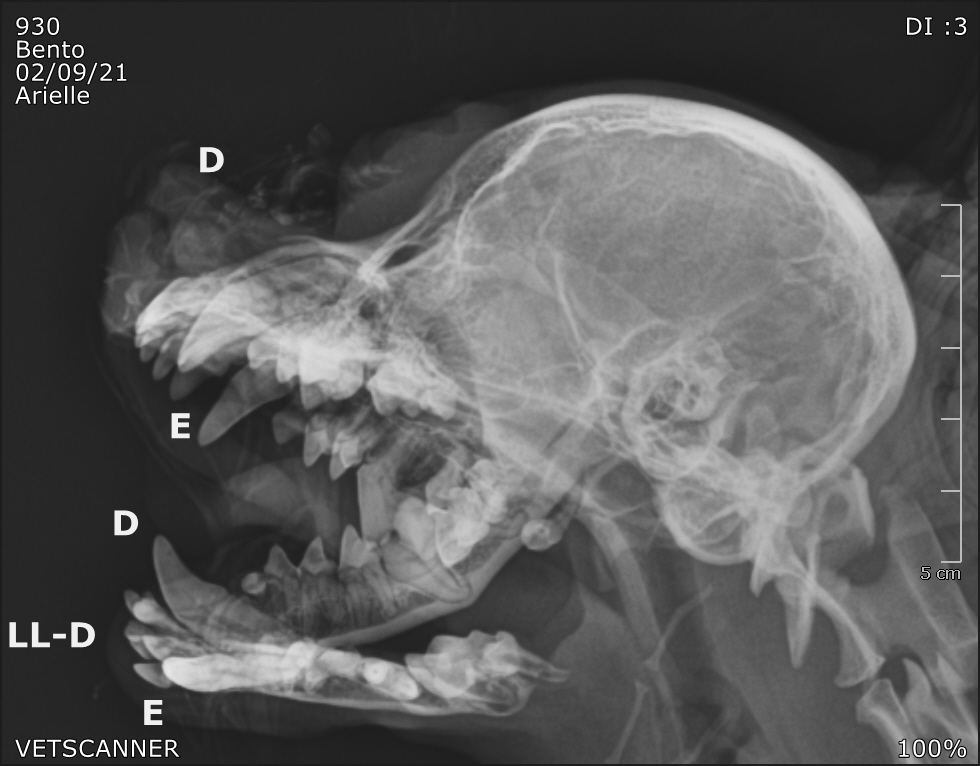 930
Bento
02/09/21
Arielle
DI :3
D
E
D
LL-D
E
5 cm
VETSCANNER
100%